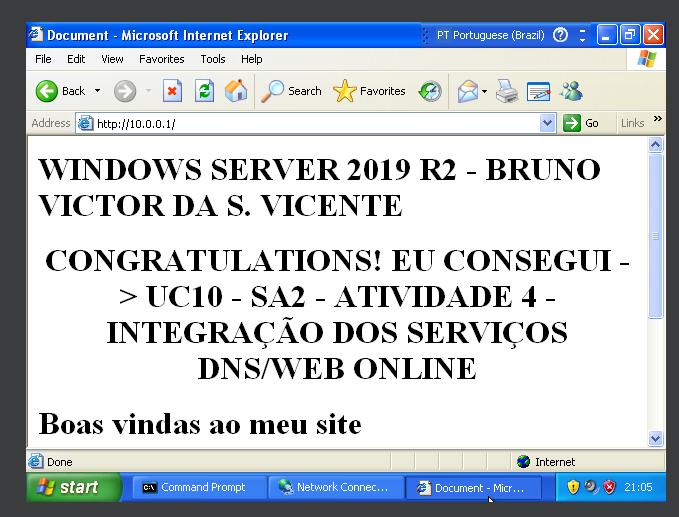 Document - Microsoft Internet Explorer
PT Portuguese (Brazil)
File Edit View Favorites Tools Help
Back Search Favorites
Address http://10.0.0.1/ Go Links »
WINDOWS SERVER 2019 R2 - BRUNO
VICTOR DA S. VICENTE
CONGRATULATIONS! EU CONSEGUI -
> UC10 - SA2 - ATIVIDADE 4 -
INTEGRAÇÃO DOS SERVIÇOS
DNS/WEB ONLINE
Boas vindas ao meu site
Done Internet
start Command Prompt Network Connec... Document - Micr... 21:05